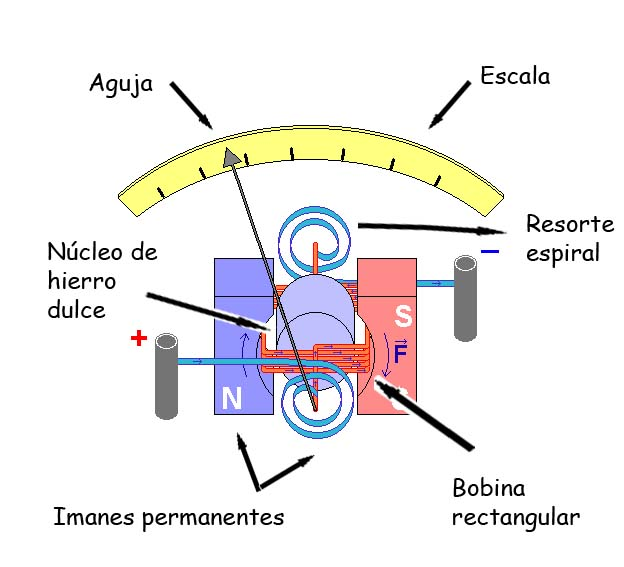 Aguja
Escala
Resorte
espiral
−
Núcleo de
hierro
dulce
+
S
F
N
Bobina
rectangular
Imanes permanentes